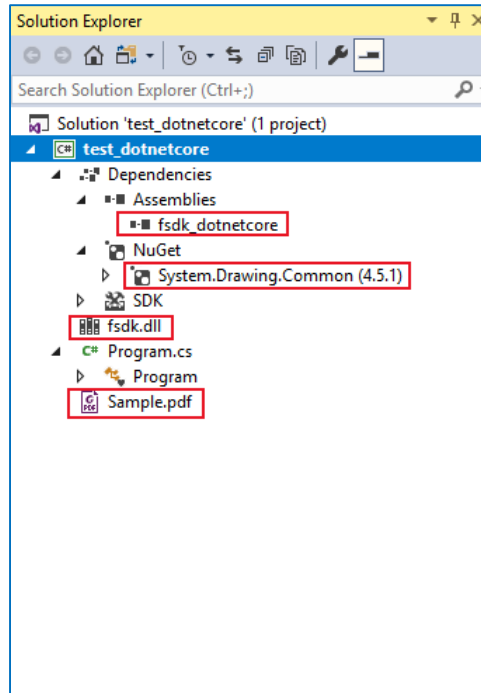 Solution Explorer
Search Solution Explorer (Ctrl+;)
Solution 'test_dotnetcore' (1 project)
C# test_dotnetcore
Dependencies
Assemblies
fsdk_dotnetcore
NuGet
System.Drawing.Common (4.5.1)
SDK
fsdk.dll
C# Program.cs
Program
PDF Sample.pdf